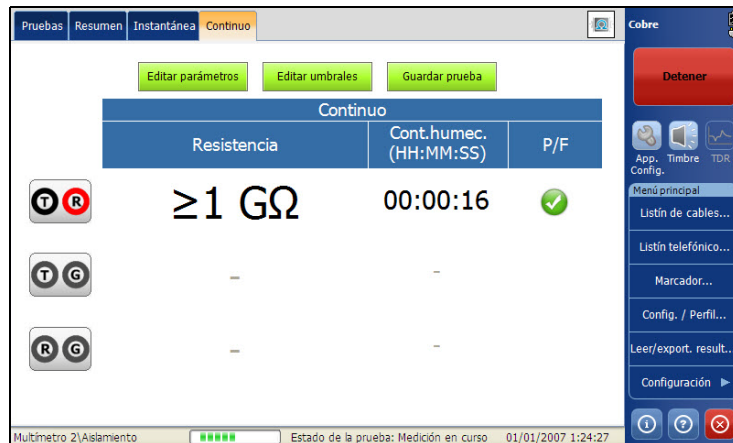 Pruebas Resumen Instantánea Continuo
Cobre
Editar parámetros Editar umbrales Guardar prueba
Detener
Continuo
Resistencia Cont.humec. (HH:MM:SS) P/F
App. Config. Timbre TDR
T R ≥1 GΩ 00:00:16
T G - -
R G - -
Menú principal
Listín de cables...
Listín telefónico...
Marcador...
Config. / Perfil...
Leer/export. result..
Configuración
Multímetro 2\Aislamiento Estado de la prueba: Medición en curso 01/01/2007 1:24:27